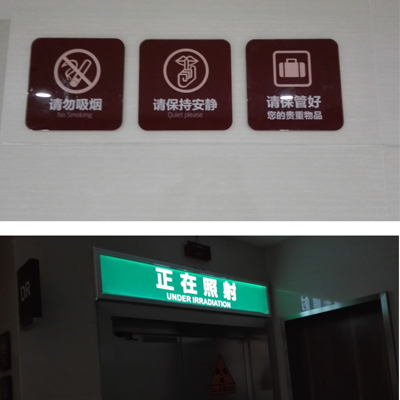 请勿吸烟
No Smoking
请保持安静
Quiet please
请保管好
您的贵重物品
正在照射
UNDER IRRADIATION
DR